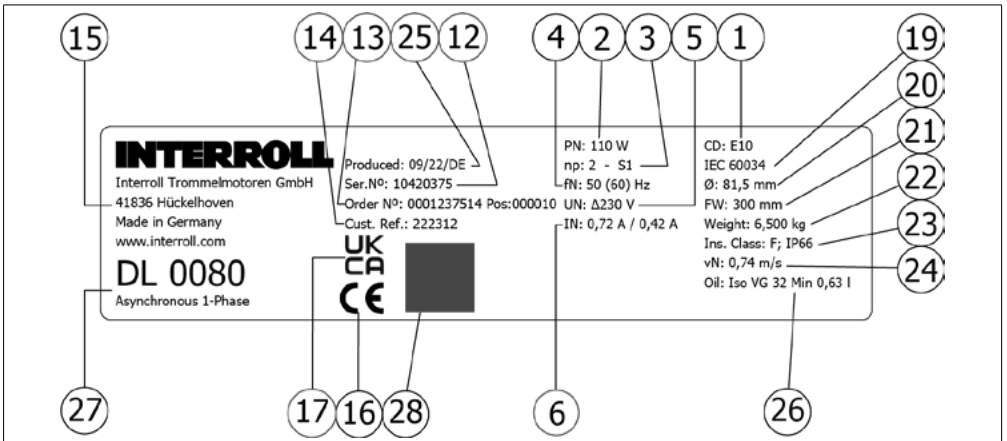 15
14
13
25
12
4
2
3
5
1
19
20
21
22
23
24
INTERROLL
Interroll Trommelmotoren GmbH
41836 Hückelhoven
Made in Germany
www.interroll.com
DL 0080
Asynchronous 1-Phase
Produced: 09/22/DE
Ser.Nº: 10420375
Order Nº: 0001237514 Pos:000010
Cust. Ref.: 222312
UK
CA
CE
PN: 110 W
np: 2 - S1
fN: 50 (60) Hz
UN: Δ230 V
IN: 0,72 A / 0,42 A
CD: E10
IEC 60034
Ø: 81,5 mm
FW: 300 mm
Weight: 6,500 kg
Ins. Class: F; IP66
vN: 0,74 m/s
Oil: Iso VG 32 Min 0,63 l
27
17
16
28
6
26